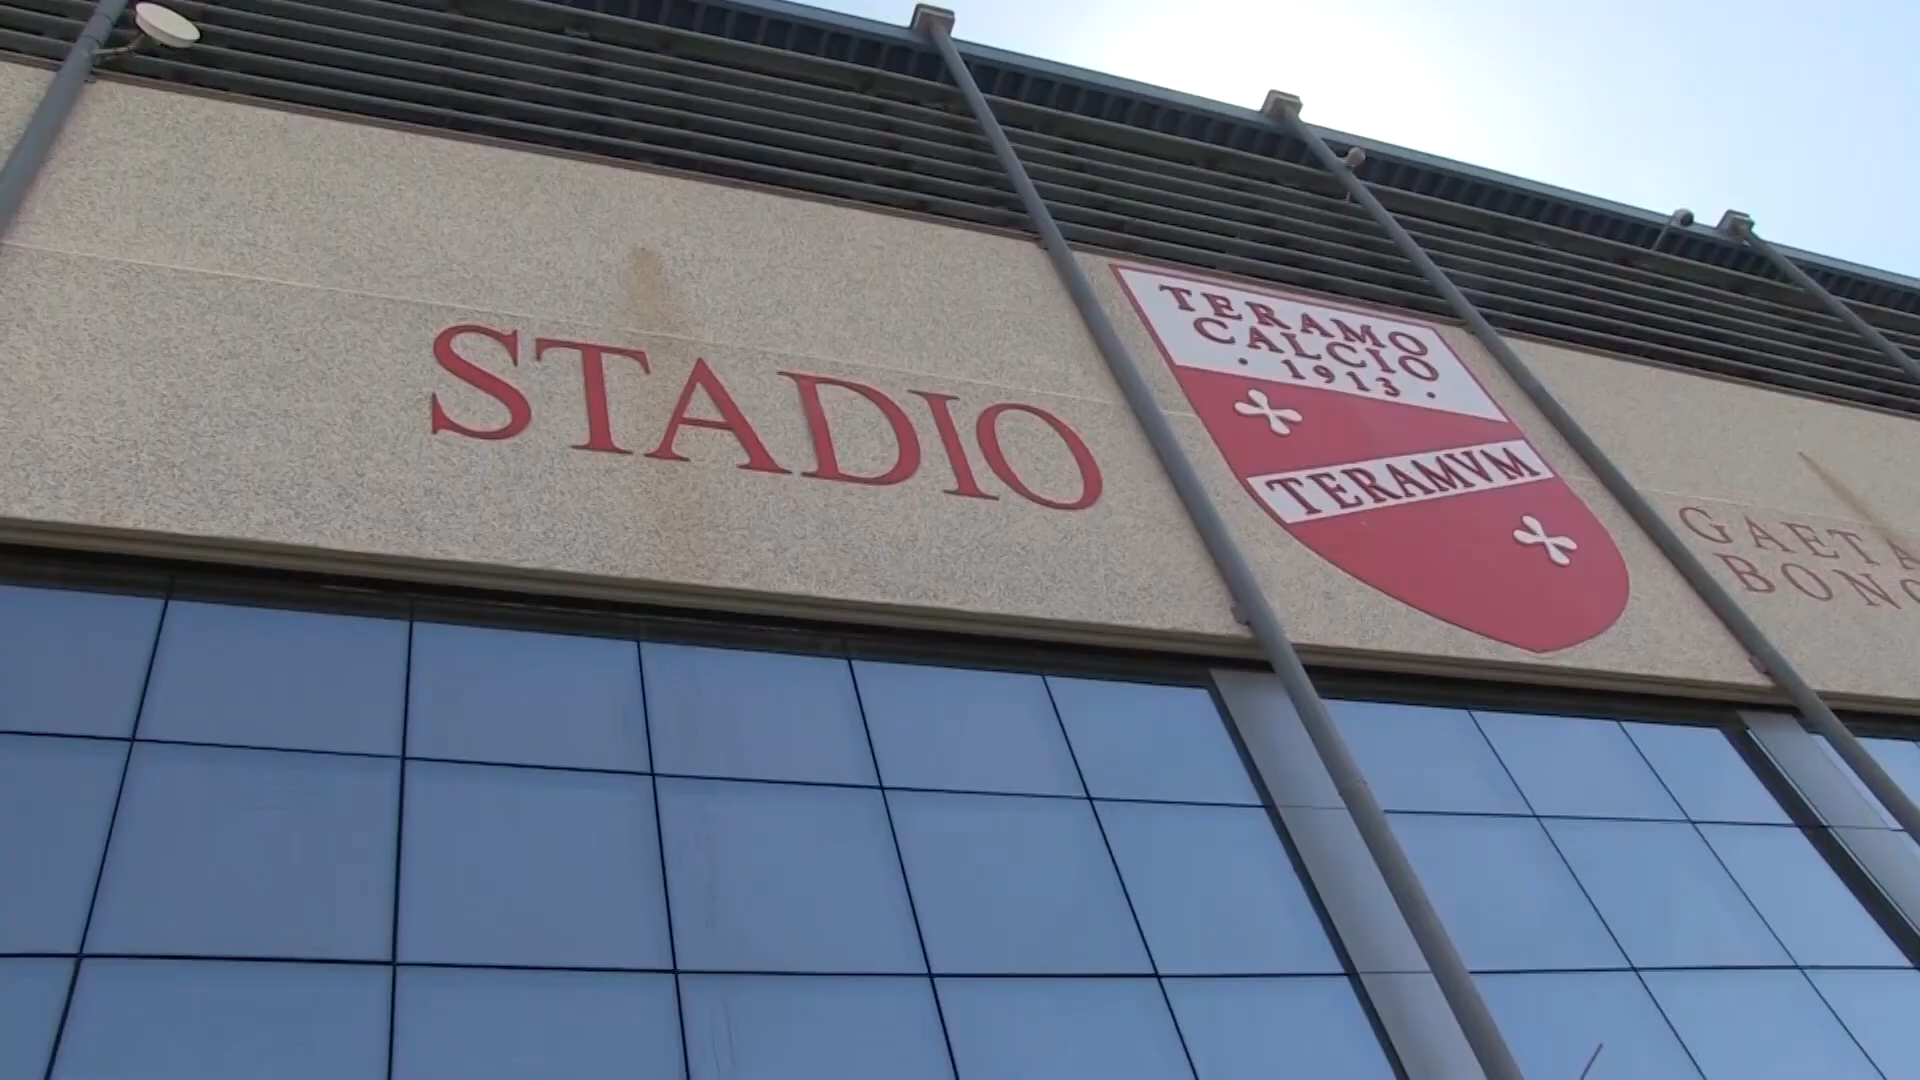 STADIO
TERAMO
CALCIO
· 1913 ·
TERAMVM